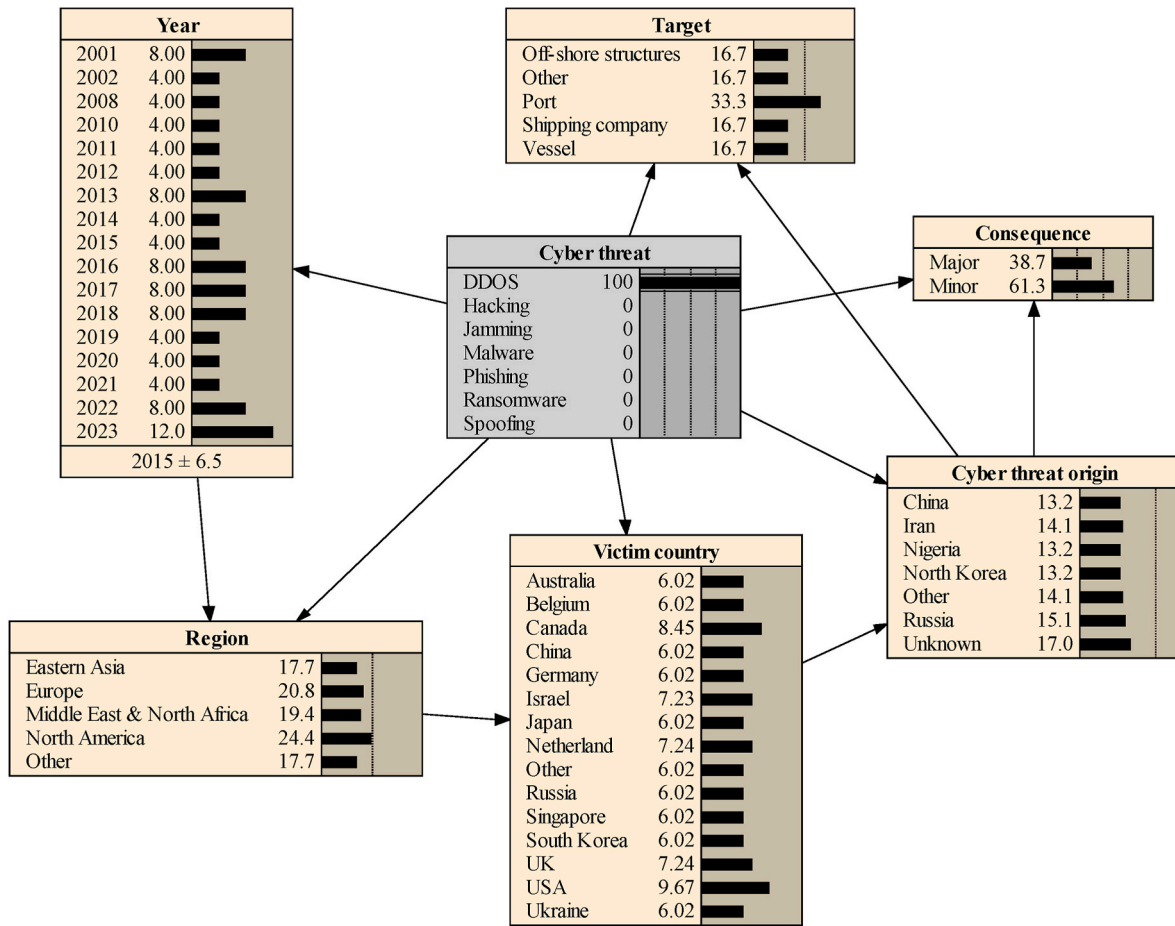 Year
2001 8.00
2002 4.00
2008 4.00
2010 4.00
2011 4.00
2012 4.00
2013 8.00
2014 4.00
2015 4.00
2016 8.00
2017 8.00
2018 8.00
2019 4.00
2020 4.00
2021 4.00
2022 8.00
2023 12.0
2015 ± 6.5
Target
Off-shore structures 16.7
Other 16.7
Port 33.3
Shipping company 16.7
Vessel 16.7
Cyber threat
DDOS 100
Hacking 0
Jamming 0
Malware 0
Phishing 0
Ransomware 0
Spoofing 0
Consequence
Major 38.7
Minor 61.3
Cyber threat origin
China 13.2
Iran 14.1
Nigeria 13.2
North Korea 13.2
Other 14.1
Russia 15.1
Unknown 17.0
Region
Eastern Asia 17.7
Europe 20.8
Middle East & North Africa 19.4
North America 24.4
Other 17.7
Victim country
Australia 6.02
Belgium 6.02
Canada 8.45
China 6.02
Germany 6.02
Israel 7.23
Japan 6.02
Netherland 7.24
Other 6.02
Russia 6.02
Singapore 6.02
South Korea 6.02
UK 7.24
USA 9.67
Ukraine 6.02